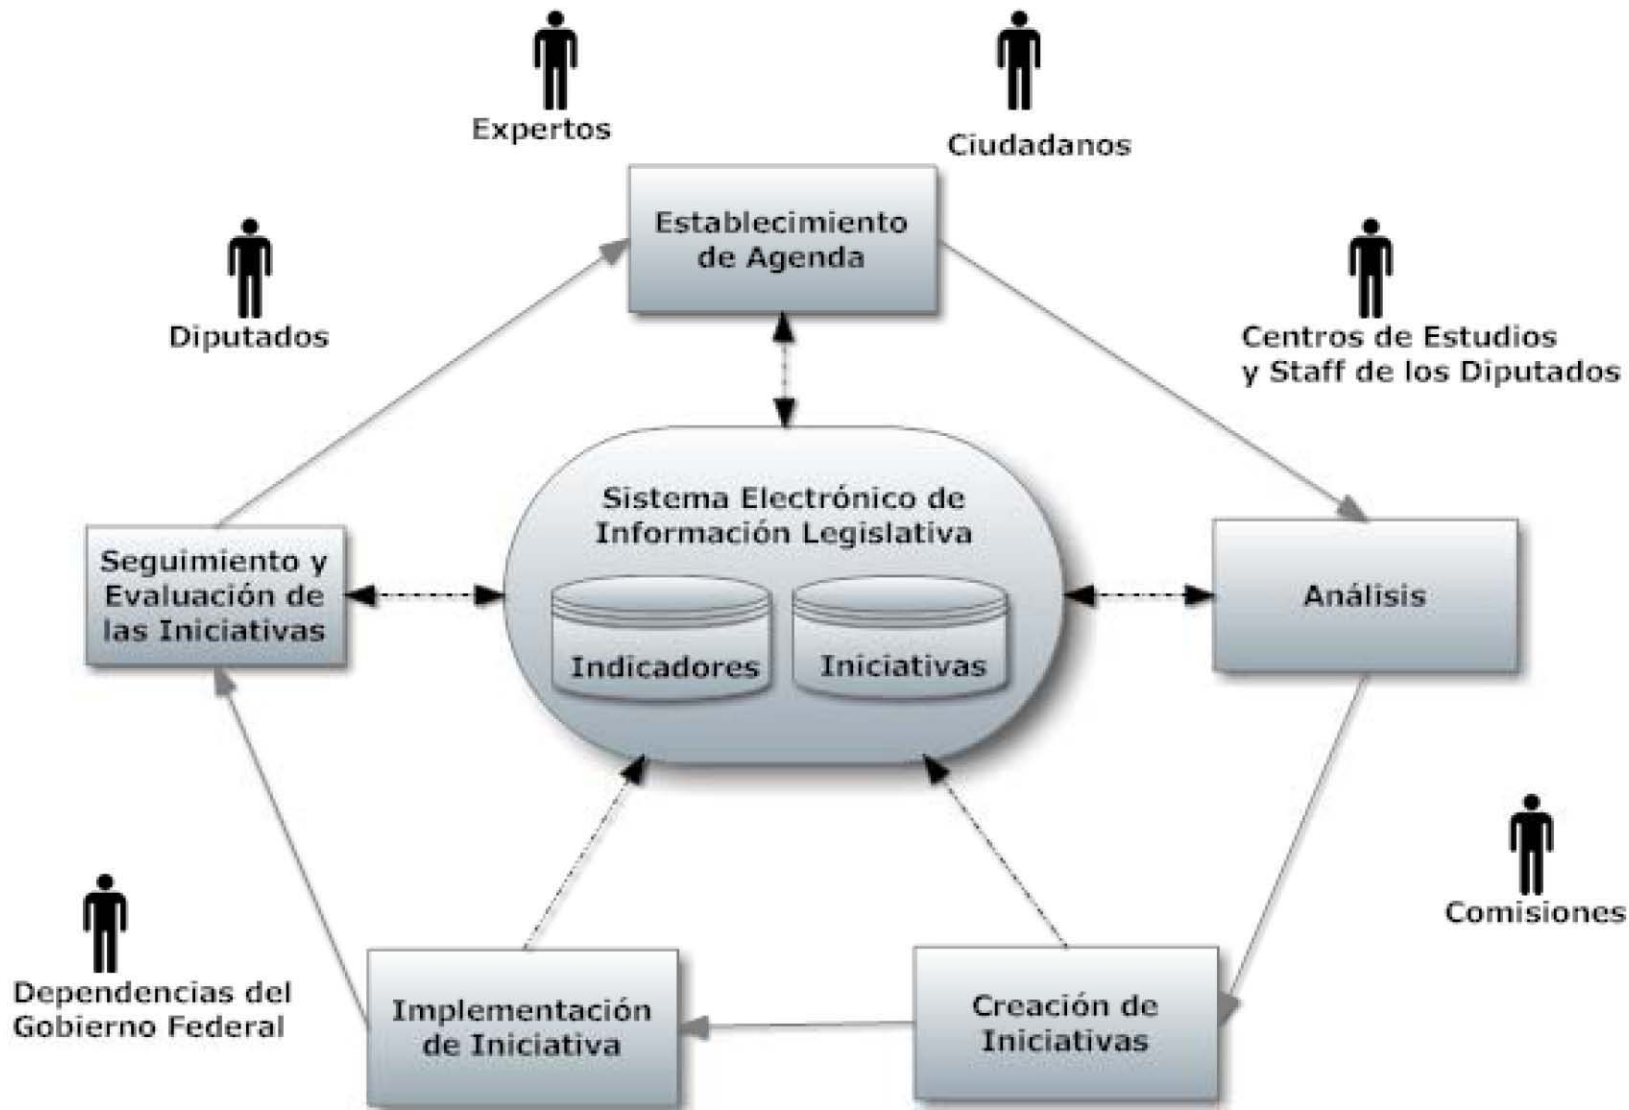 Expertos
Ciudadanos
Establecimiento
de Agenda
Diputados
Centros de Estudios
y Staff de los Diputados
Sistema Electrónico de
Información Legislativa
Seguimiento y
Evaluación de
las Iniciativas
Análisis
Indicadores
Iniciativas
Comisiones
Dependencias del
Gobierno Federal
Implementación
de Iniciativa
Creación de
Iniciativas